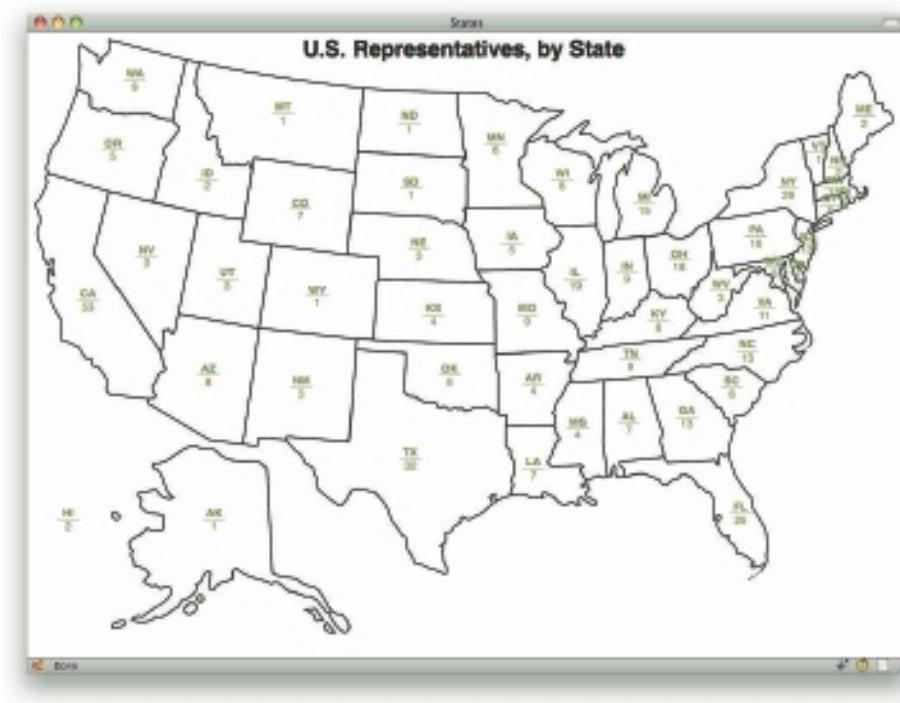 States
U.S. Representatives, by State
WA
9
MT
1
ND
1
MN
ME
2
OR
5
ID
2
CO
7
SD
1
WI
8
MI
15
NY
NV
3
UT
3
WY
1
NE
3
IA
5
PA
19
CA
53
IL
19
IN
9
OH
18
WV
3
VA
11
KS
4
MO
9
KY
NC
13
AZ
8
NM
3
OK
AR
4
TN
9
SC
6
MS
4
AL
7
GA
13
TX
32
LA
7
FL
25
HI
2
AK
1
Done